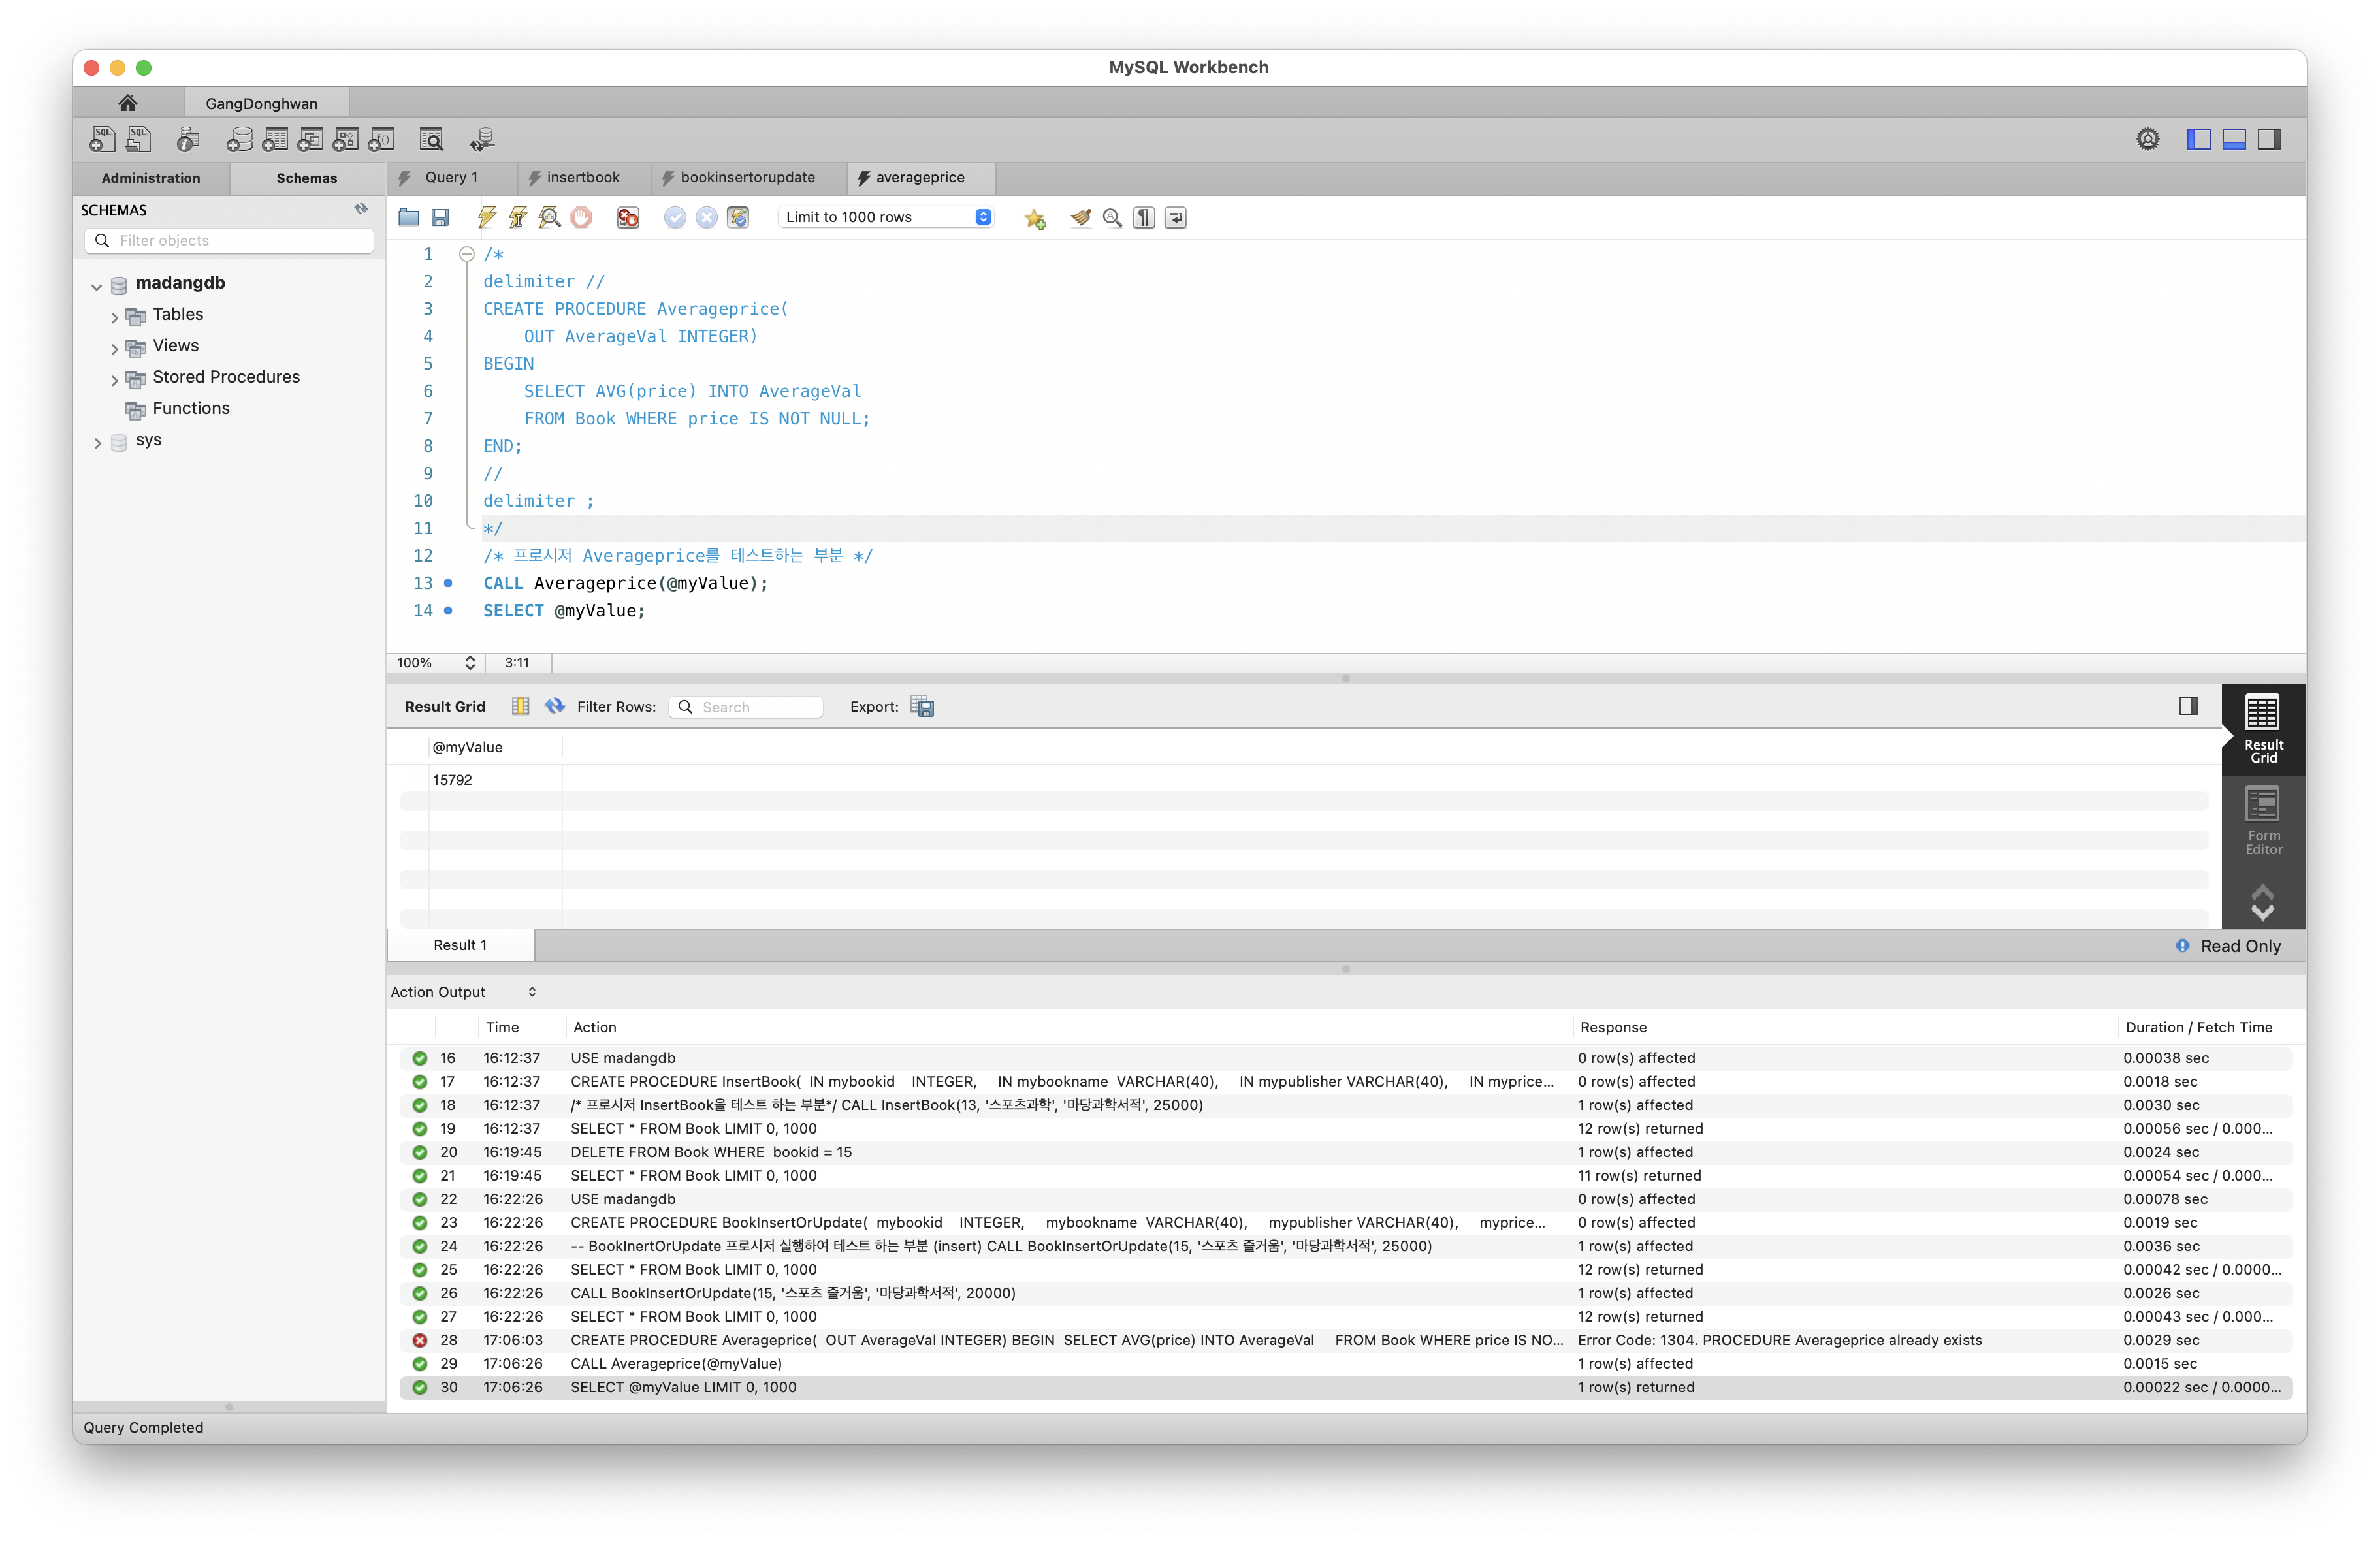 MySQL Workbench
GangDonghwan
Administration Schemas Query 1 insertbook bookinsertorupdate averageprice
SCHEMAS
Filter objects
madangdb
Tables
Views
Stored Procedures
Functions
sys
Limit to 1000 rows
1 /*
2 delimiter //
3 CREATE PROCEDURE Averageprice(
4 OUT AverageVal INTEGER)
5 BEGIN
6 SELECT AVG(price) INTO AverageVal
7 FROM Book WHERE price IS NOT NULL;
8 END;
9 //
10 delimiter ;
11 */
12 /* 프로시저 Averageprice를 테스트하는 부분 */
13 CALL Averageprice(@myValue);
14 SELECT @myValue;
100% 3:11
Result Grid Filter Rows: Search Export:
@myValue
15792
Result Grid
Form Editor
Result 1 Read Only
Action Output
Time Action Response Duration / Fetch Time
16 16:12:37 USE madangdb 0 row(s) affected 0.00038 sec
17 16:12:37 CREATE PROCEDURE InsertBook( IN mybookid INTEGER, IN mybookname VARCHAR(40), IN mypublisher VARCHAR(40), IN myprice... 0 row(s) affected 0.0018 sec
18 16:12:37 /* 프로시저 InsertBook을 테스트 하는 부분*/ CALL InsertBook(13, '스포츠과학', '마당과학서적', 25000) 1 row(s) affected 0.0030 sec
19 16:12:37 SELECT * FROM Book LIMIT 0, 1000 12 row(s) returned 0.00056 sec / 0.000...
20 16:19:45 DELETE FROM Book WHERE bookid = 15 1 row(s) affected 0.0024 sec
21 16:19:45 SELECT * FROM Book LIMIT 0, 1000 11 row(s) returned 0.00054 sec / 0.000...
22 16:22:26 USE madangdb 0 row(s) affected 0.00078 sec
23 16:22:26 CREATE PROCEDURE BookInsertOrUpdate( mybookid INTEGER, mybookname VARCHAR(40), mypublisher VARCHAR(40), myprice... 0 row(s) affected 0.0019 sec
24 16:22:26 -- BookInertOrUpdate 프로시저 실행하여 테스트 하는 부분 (insert) CALL BookInsertOrUpdate(15, '스포츠 즐거움', '마당과학서적', 25000) 1 row(s) affected 0.0036 sec
25 16:22:26 SELECT * FROM Book LIMIT 0, 1000 12 row(s) returned 0.00042 sec / 0.0000...
26 16:22:26 CALL BookInsertOrUpdate(15, '스포츠 즐거움', '마당과학서적', 20000) 1 row(s) affected 0.0026 sec
27 16:22:26 SELECT * FROM Book LIMIT 0, 1000 12 row(s) returned 0.00043 sec / 0.000...
28 17:06:03 CREATE PROCEDURE Averageprice( OUT AverageVal INTEGER) BEGIN SELECT AVG(price) INTO AverageVal FROM Book WHERE price IS NO... Error Code: 1304. PROCEDURE Averageprice already exists 0.0029 sec
29 17:06:26 CALL Averageprice(@myValue) 1 row(s) affected 0.0015 sec
30 17:06:26 SELECT @myValue LIMIT 0, 1000 1 row(s) returned 0.00022 sec / 0.0000...
Query Completed